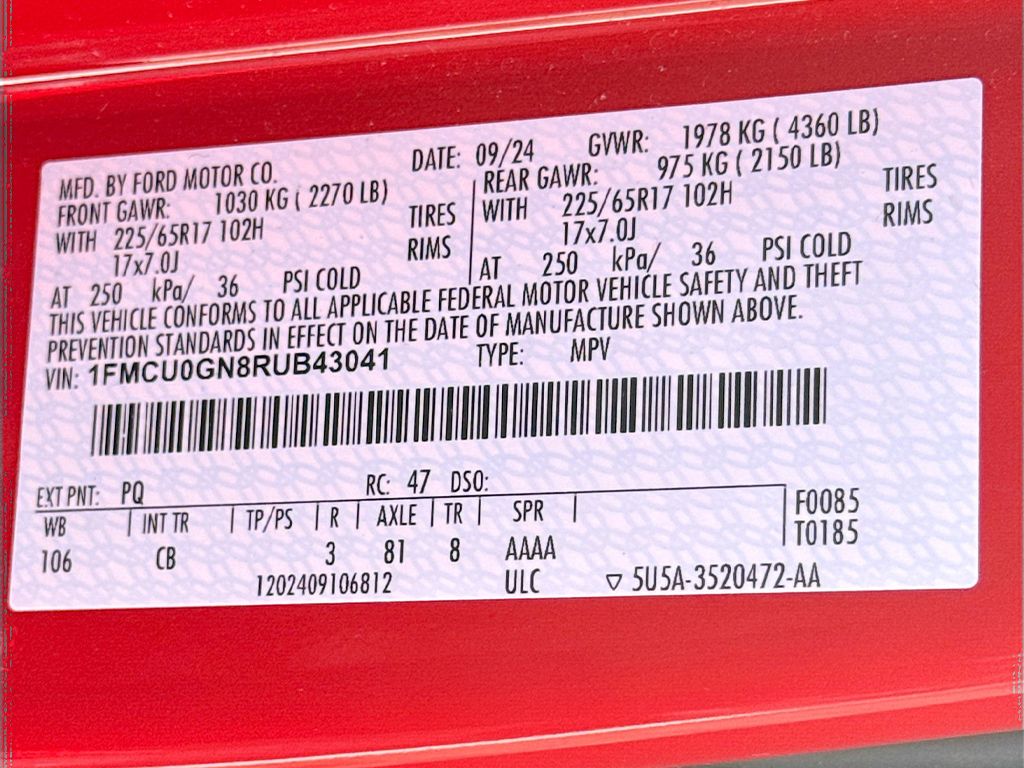 MFD. BY FORD MOTOR CO. DATE: 09/24 GVWR: 1978 KG ( 4360 LB)
FRONT GAWR: 1030 KG ( 2270 LB) REAR GAWR: 975 KG ( 2150 LB)
WITH 225/65R17 102H TIRES WITH 225/65R17 102H TIRES
17x7.0J RIMS 17x7.0J RIMS
AT 250 kPa/ 36 PSI COLD AT 250 kPa/ 36 PSI COLD
THIS VEHICLE CONFORMS TO ALL APPLICABLE FEDERAL MOTOR VEHICLE SAFETY AND THEFT
PREVENTION STANDARDS IN EFFECT ON THE DATE OF MANUFACTURE SHOWN ABOVE.
VIN: 1FMCU0GN8RUB43041 TYPE: MPV
EXT PNT: PQ RC: 47 DSO:
WB | INT TR | TP/PS | R | AXLE | TR | SPR | F0085
106 CB 3 81 8 AAAA T0185
1202409106812 ULC ▽ 5U5A-3520472-AA